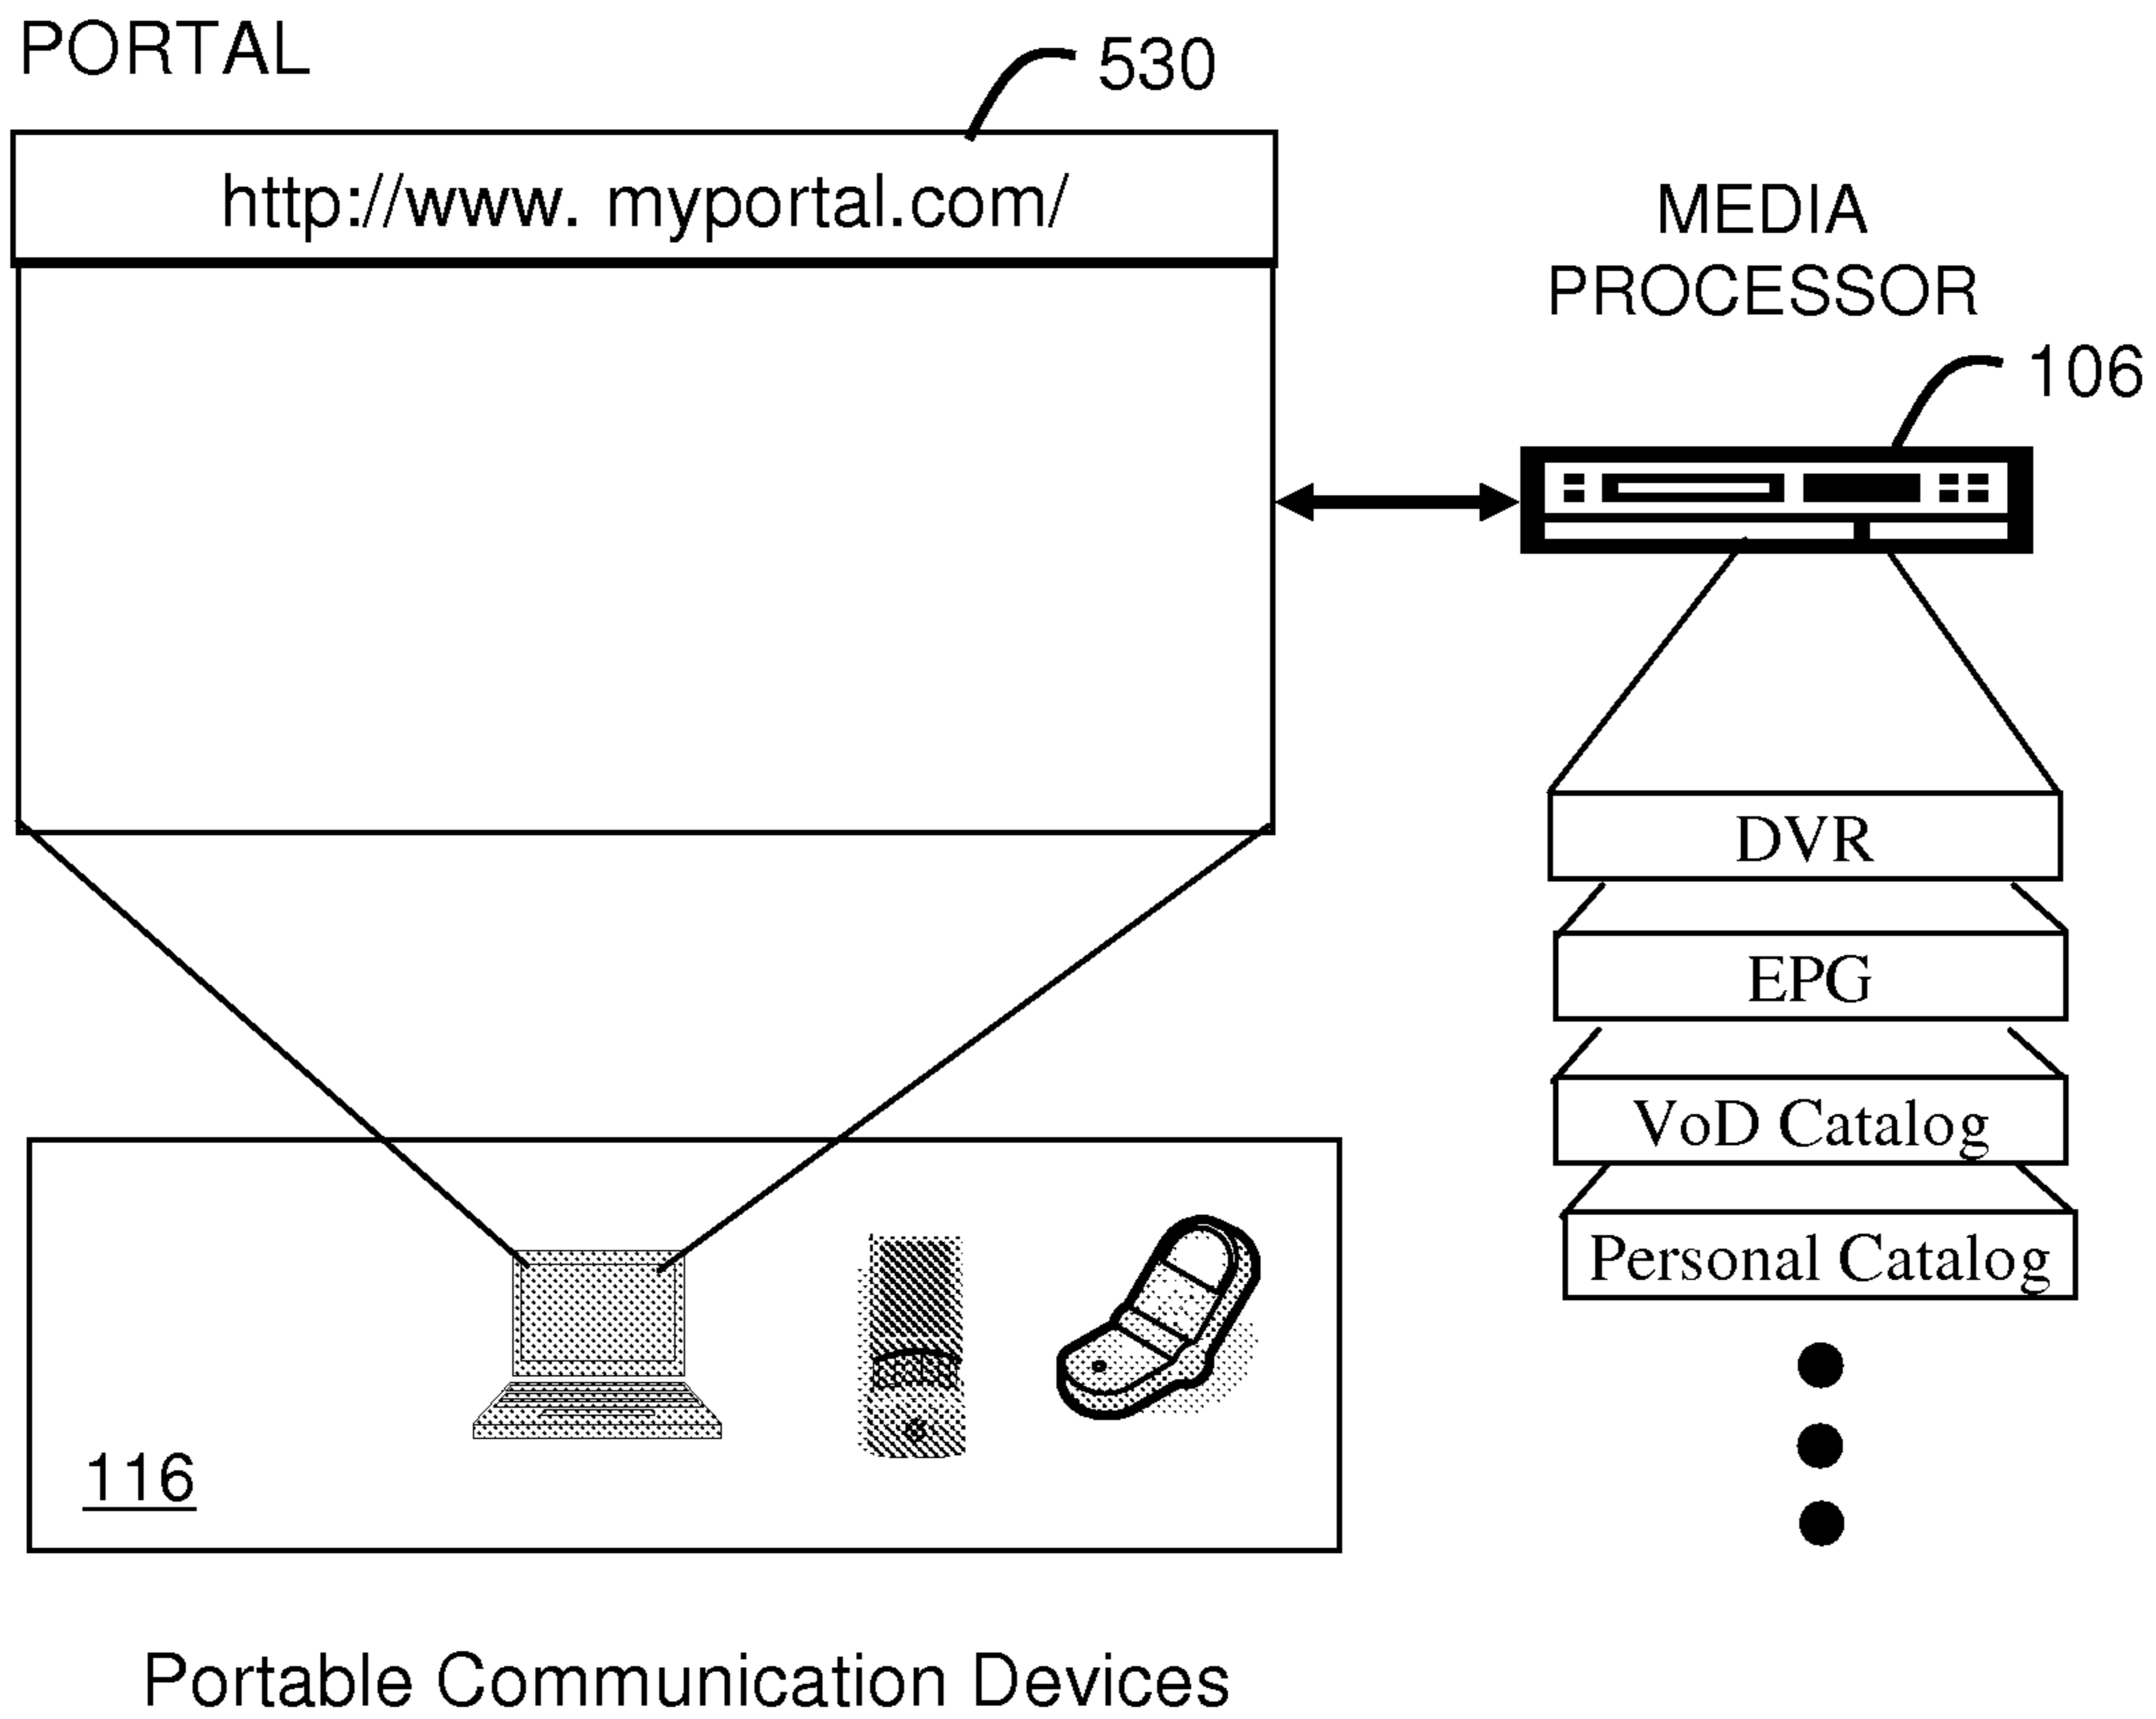 PORTAL
530
http://www. myportal.com/
MEDIA
PROCESSOR
106
DVR
EPG
VoD Catalog
Personal Catalog
116
Portable Communication Devices